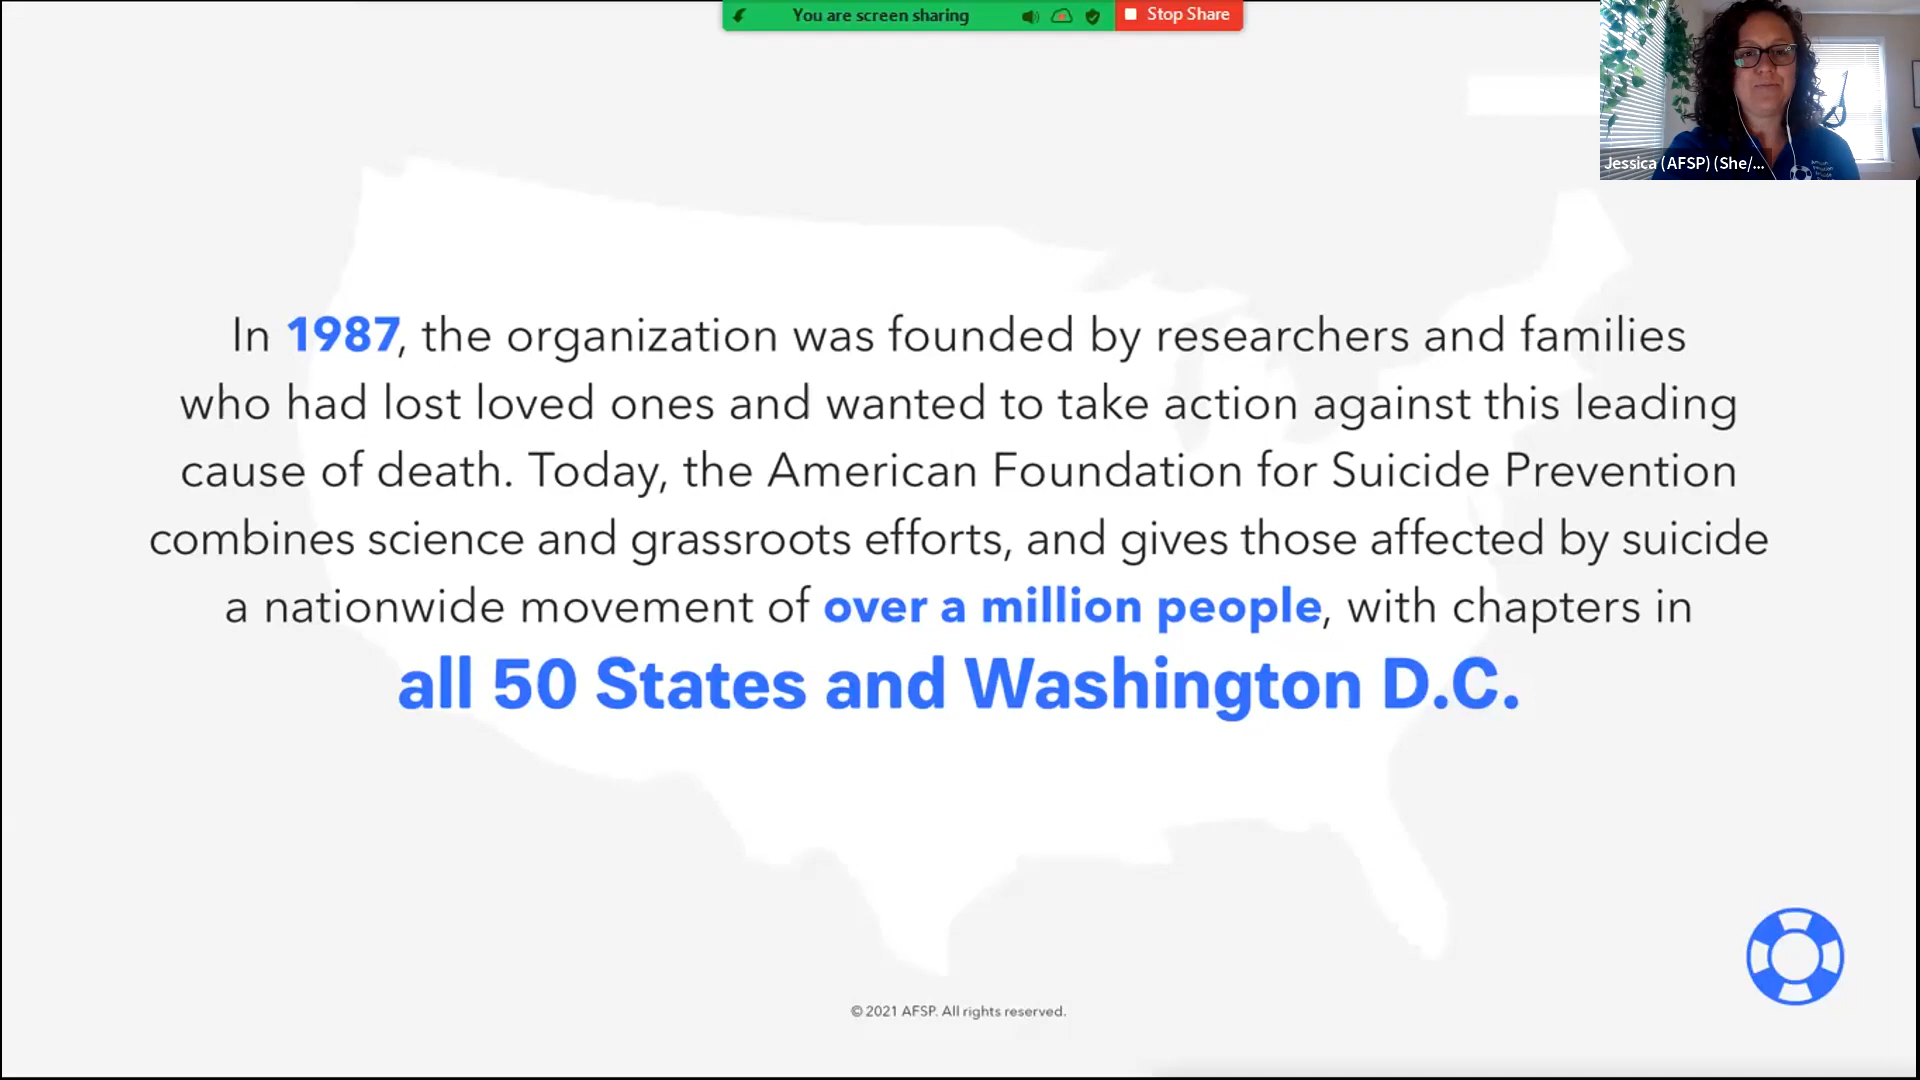 You are screen sharing
Stop Share
Jessica (AFSP) (She/...
In 1987, the organization was founded by researchers and families
who had lost loved ones and wanted to take action against this leading
cause of death. Today, the American Foundation for Suicide Prevention
combines science and grassroots efforts, and gives those affected by suicide
a nationwide movement of over a million people, with chapters in
all 50 States and Washington D.C.
© 2021 AFSP. All rights reserved.